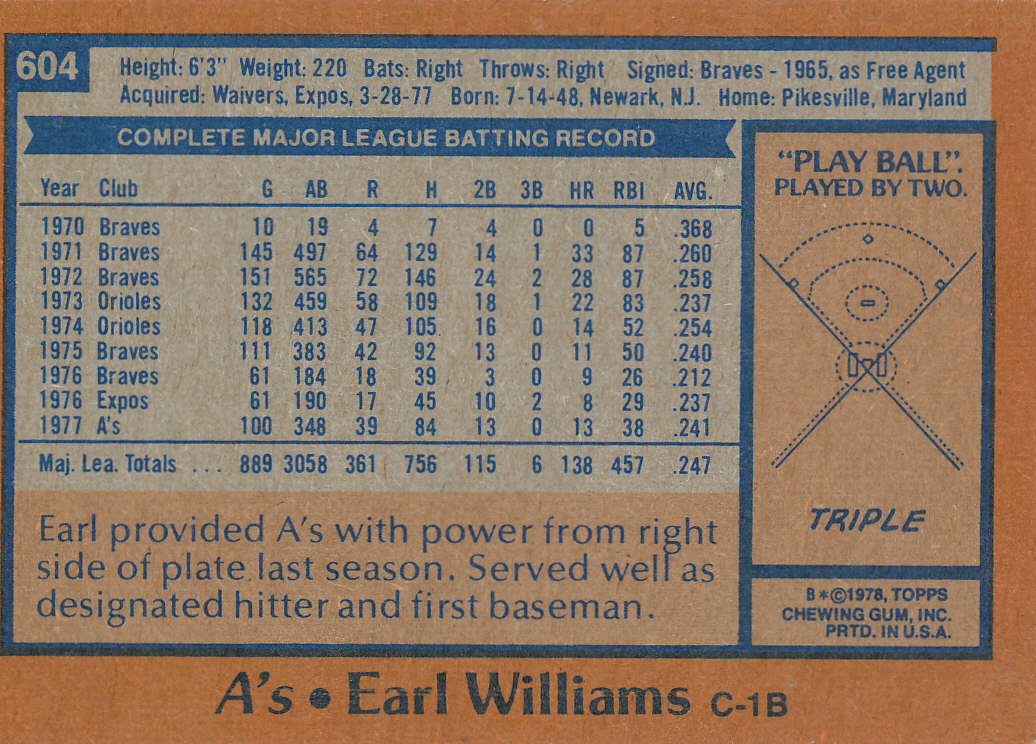 604
Height: 6'3" Weight: 220 Bats: Right Throws: Right Signed: Braves - 1965, as Free Agent
Acquired: Waivers, Expos, 3-28-77 Born: 7-14-48, Newark, N.J. Home: Pikesville, Maryland
COMPLETE MAJOR LEAGUE BATTING RECORD
Year Club G AB R H 2B 3B HR RBI AVG.
1970 Braves 10 19 4 7 4 0 0 5 .368
1971 Braves 145 497 64 129 14 1 33 87 .260
1972 Braves 151 565 72 146 24 2 28 87 .258
1973 Orioles 132 459 58 109 18 1 22 83 .237
1974 Orioles 118 413 47 105 16 0 14 52 .254
1975 Braves 111 383 42 92 13 0 11 50 .240
1976 Braves 61 184 18 39 3 0 9 26 .212
1976 Expos 61 190 17 45 10 2 8 29 .237
1977 A's 100 348 39 84 13 0 13 38 .241
Maj. Lea. Totals ... 889 3058 361 756 115 6 138 457 .247
Earl provided A's with power from right
side of plate last season. Served well as
designated hitter and first baseman.
"PLAY BALL".
PLAYED BY TWO.
TRIPLE
B*©1978, TOPPS
CHEWING GUM, INC.
PRTD. IN U.S.A.
A's • Earl Williams C-1B